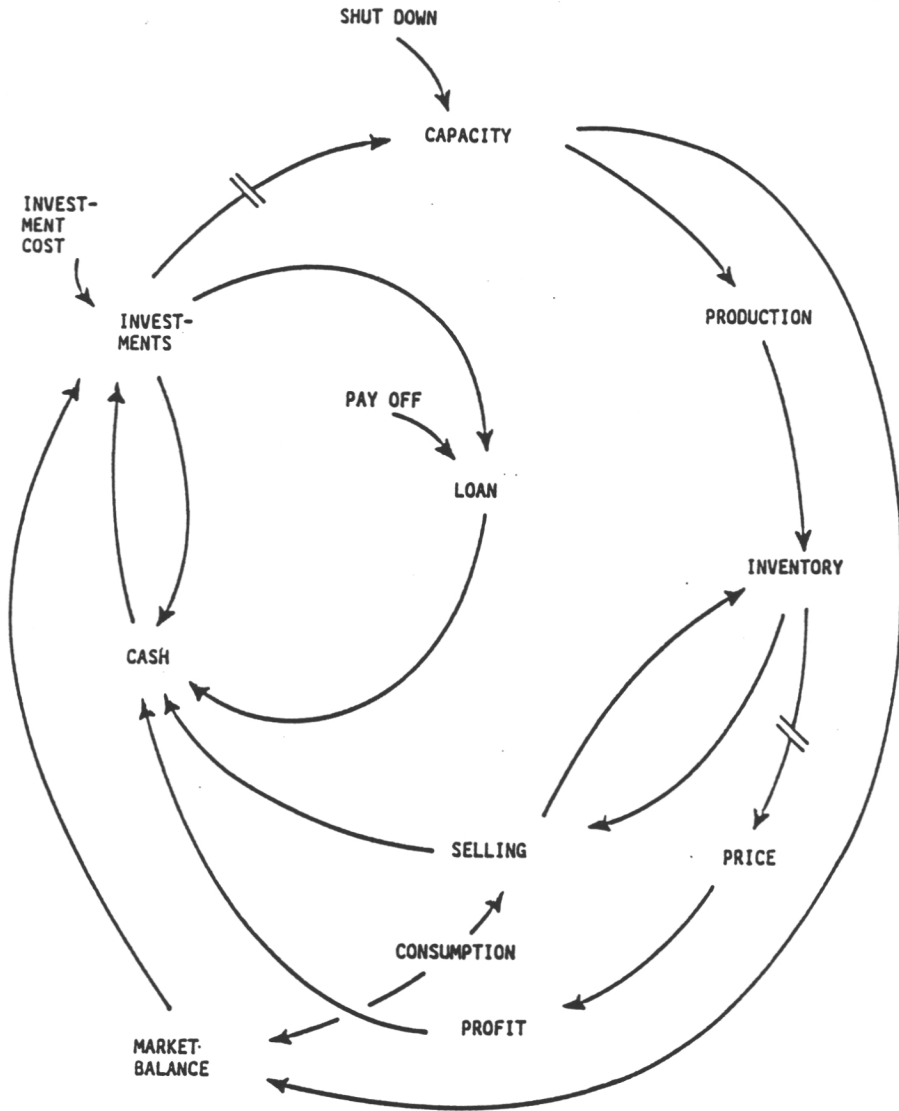 SHUT DOWN
CAPACITY
INVEST-
MENT
COST
INVEST-
MENTS
PRODUCTION
PAY OFF
LOAN
INVENTORY
CASH
SELLING
PRICE
CONSUMPTION
PROFIT
MARKET-
BALANCE